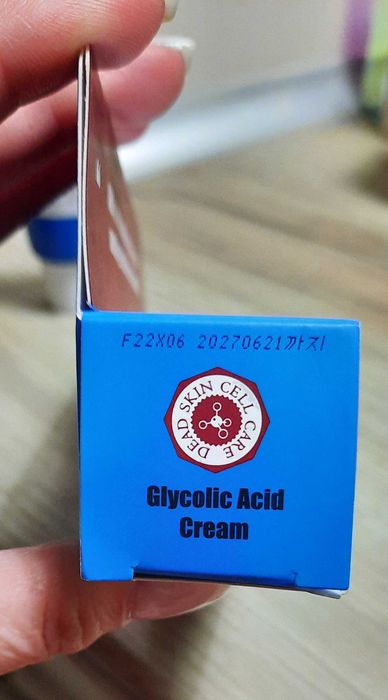 F22X06 20270621까지
DEAD SKIN CELL CARE
Glycolic Acid
Cream